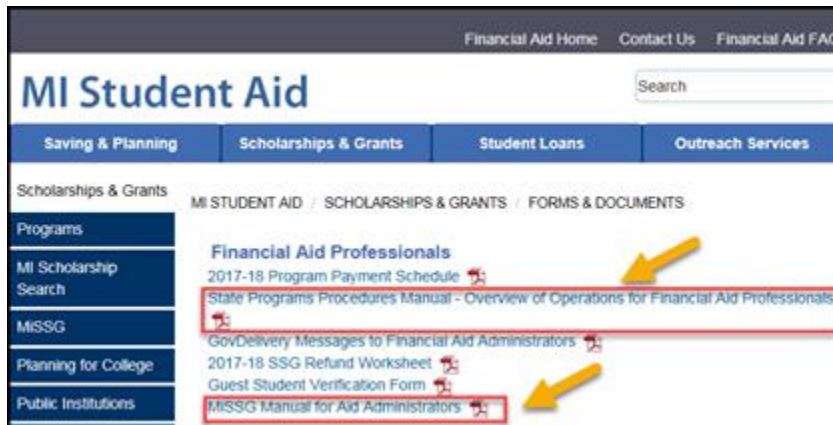 Financial Aid Home Contact Us Financial Aid FAQ
MI Student Aid
Search
Saving & Planning Scholarships & Grants Student Loans Outreach Services
Scholarships & Grants
MI STUDENT AID / SCHOLARSHIPS & GRANTS / FORMS & DOCUMENTS
Programs
MI Scholarship
Search
MiSSG
Planning for College
Public Institutions
Financial Aid Professionals
2017-18 Program Payment Schedule
State Programs Procedures Manual - Overview of Operations for Financial Aid Professionals
GovDelivery Messages to Financial Aid Administrators
2017-18 SSG Refund Worksheet
Guest Student Verification Form
MiSSG Manual for Aid Administrators